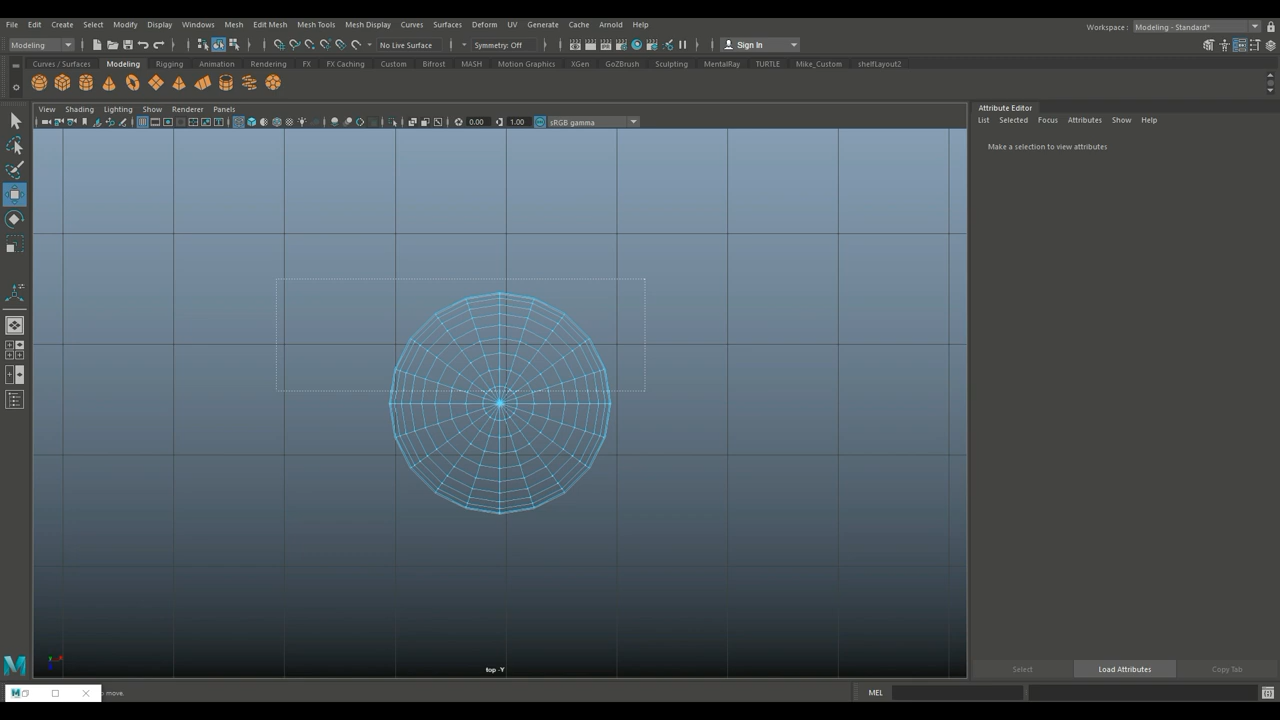 File Edit Create Select Modify Display Windows Mesh Edit Mesh Mesh Tools Mesh Display Curves Surfaces Deform UV Generate Cache Arnold Help
Workspace : Modeling - Standard*
Modeling No Live Surface Symmetry: Off Sign In
Curves / Surfaces Modeling Rigging Animation Rendering FX FX Caching Custom Bifrost MASH Motion Graphics XGen GoZBrush Sculpting MentalRay TURTLE Mike_Custom shelfLayout2
View Shading Lighting Show Renderer Panels
0.00 1.00 sRGB gamma
Attribute Editor
List Selected Focus Attributes Show Help
Make a selection to view attributes
top -Y
Select Load Attributes Copy Tab
move.
MEL